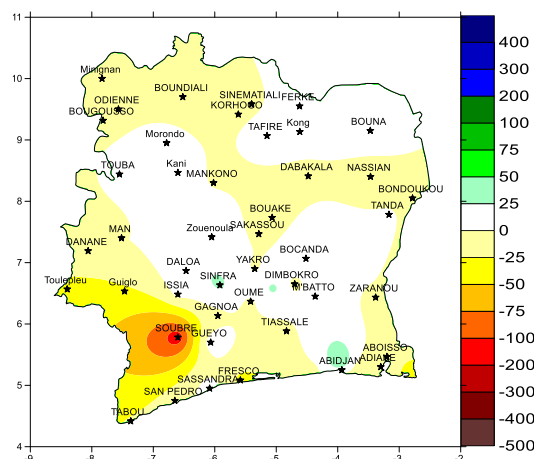 11
10
9
8
7
6
5
4
-9 -8 -7 -6 -5 -4 -3 -2
Minignan
ODIENNE
BOUGOUSSO
BOUNDIALI
SINEMATIALI
FERKE
KORHOGO
TAFIRE
Kong
BOUNA
Morondo
TOUBA
Kani
MANKONO
DABAKALA
NASSIAN
BONDOUKOU
TANDA
BOUAKE
SAKASSOU
Zouenoula
MAN
DANANE
BOCANDA
YAKRO
DALOA
SINFRA
DIMBOKRO
M'BATTO
ZARANOU
Toulepleu
Guiglo
ISSIA
OUME
GAGNOA
TIASSALE
SOUBRE
GUEYO
ABOISSO
ADIAKE
ABIDJAN
FRESCO
SASSANDRA
SAN PEDRO
TABOU
400
300
200
100
75
50
25
0
-25
-50
-75
-100
-200
-300
-400
-500